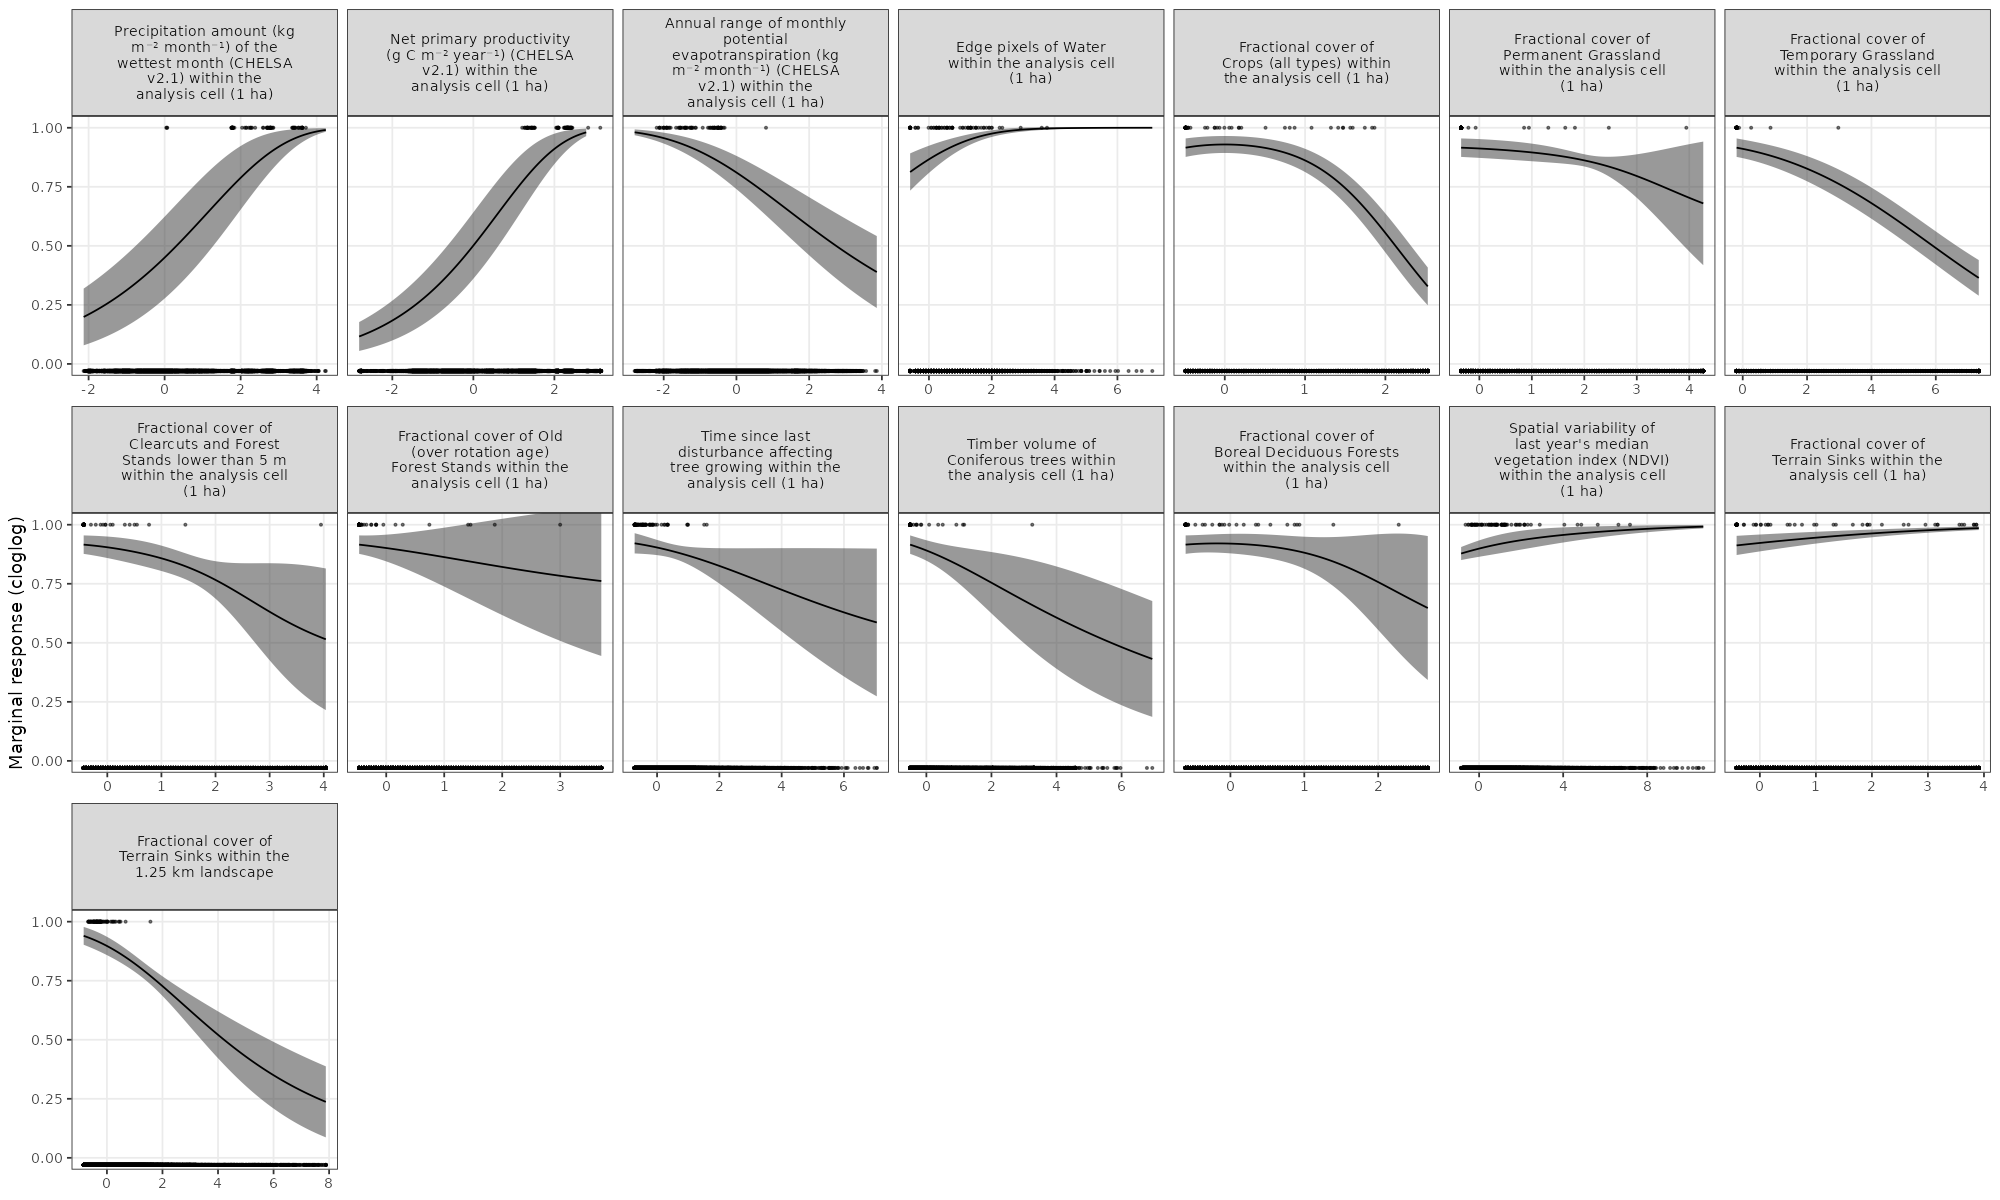 Precipitation amount (kg
m⁻² month⁻¹) of the
wettest month (CHELSA
v2.1) within the
analysis cell (1 ha)
Net primary productivity
(g C m⁻² year⁻¹) (CHELSA
v2.1) within the
analysis cell (1 ha)
Annual range of monthly
potential
evapotranspiration (kg
m⁻² month⁻¹) (CHELSA
v2.1) within the
analysis cell (1 ha)
Edge pixels of Water
within the analysis cell
(1 ha)
Fractional cover of
Crops (all types) within
the analysis cell (1 ha)
Fractional cover of
Permanent Grassland
within the analysis cell
(1 ha)
Fractional cover of
Temporary Grassland
within the analysis cell
(1 ha)
1.00
0.75
0.50
0.25
0.00
-2 0 2 4
-2 0 2
-2 0 2 4
0 2 4 6
0 1 2
0 1 2 3 4
0 2 4 6
Fractional cover of
Clearcuts and Forest
Stands lower than 5 m
within the analysis cell
(1 ha)
Fractional cover of Old
(over rotation age)
Forest Stands within the
analysis cell (1 ha)
Time since last
disturbance affecting
tree growing within the
analysis cell (1 ha)
Timber volume of
Coniferous trees within
the analysis cell (1 ha)
Fractional cover of
Boreal Deciduous Forests
within the analysis cell
(1 ha)
Spatial variability of
last year's median
vegetation index (NDVI)
within the analysis cell
(1 ha)
Fractional cover of
Terrain Sinks within the
analysis cell (1 ha)
Marginal response (cloglog)
1.00
0.75
0.50
0.25
0.00
0 1 2 3 4
0 1 2 3
0 2 4 6
0 2 4 6
0 1 2
0 4 8
0 1 2 3 4
Fractional cover of
Terrain Sinks within the
1.25 km landscape
1.00
0.75
0.50
0.25
0.00
0 2 4 6 8